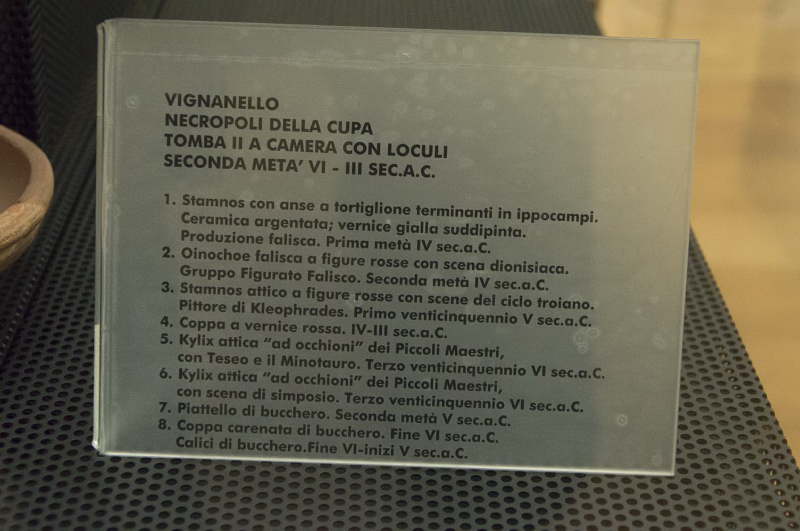 VIGNANELLO
NECROPOLI DELLA CUPA
TOMBA II A CAMERA CON LOCULI
SECONDA META' VI - III SEC.A.C.
1. Stamnos con anse a tortiglione terminanti in ippocampi.
Ceramica argentata; vernice gialla suddipinta.
Produzione falisca. Prima metà IV sec.a.C.
2. Oinochoe falisca a figure rosse con scena dionisiaca.
Gruppo Figurato Falisco. Seconda metà IV sec.a.C.
3. Stamnos attico a figure rosse con scene del ciclo troiano.
Pittore di Kleophrades. Primo venticinquennio V sec.a.C.
4. Coppa a vernice rossa. IV-III sec.a.C.
5. Kylix attica "ad occhioni" dei Piccoli Maestri,
con Teseo e il Minotauro. Terzo venticinquennio VI sec.a.C.
6. Kylix attica "ad occhioni" dei Piccoli Maestri,
con scena di simposio. Terzo venticinquennio VI sec.a.C.
7. Piattello di bucchero. Seconda metà V sec.a.C.
8. Coppa carenata di bucchero. Fine VI sec.a.C.
Calici di bucchero.Fine VI-inizi V sec.a.C.